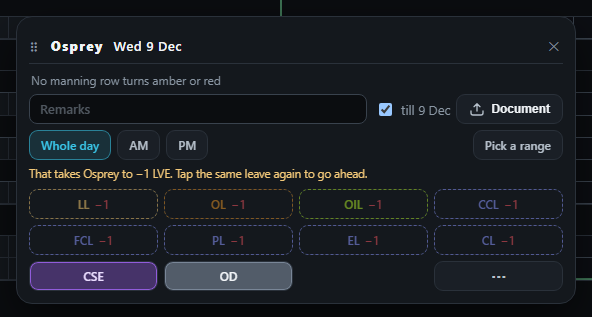 Osprey Wed 9 Dec
No manning row turns amber or red
Remarks till 9 Dec Document
Whole day AM PM Pick a range
That takes Osprey to −1 LVE. Tap the same leave again to go ahead.
LL −1 OL −1 OIL −1 CCL −1
FCL −1 PL −1 EL −1 CL −1
CSE OD ---